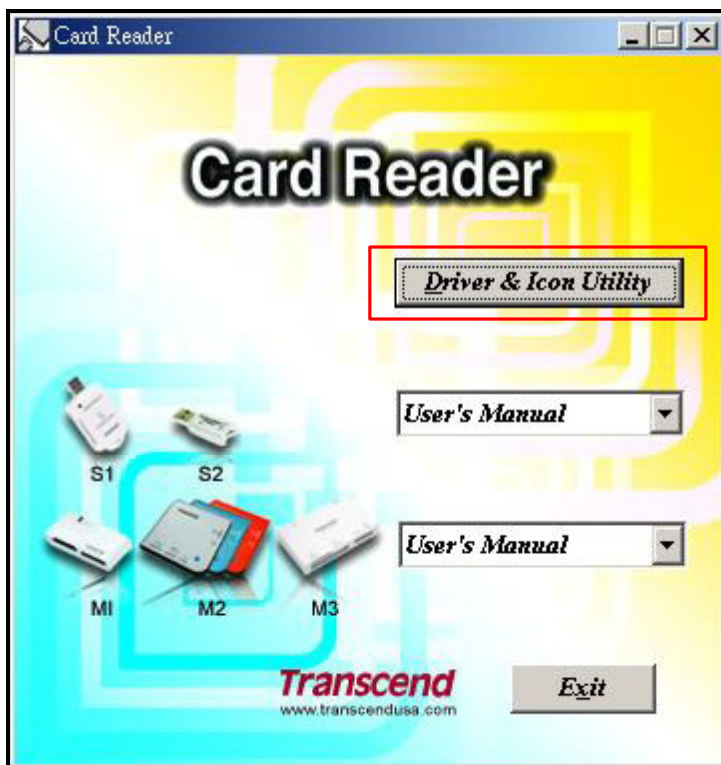 Card Reader
Card Reader
Driver & Icon Utility
User's Manual
S1 S2
User's Manual
MI M2 M3
Transcend
www.transcendusa.com
Exit